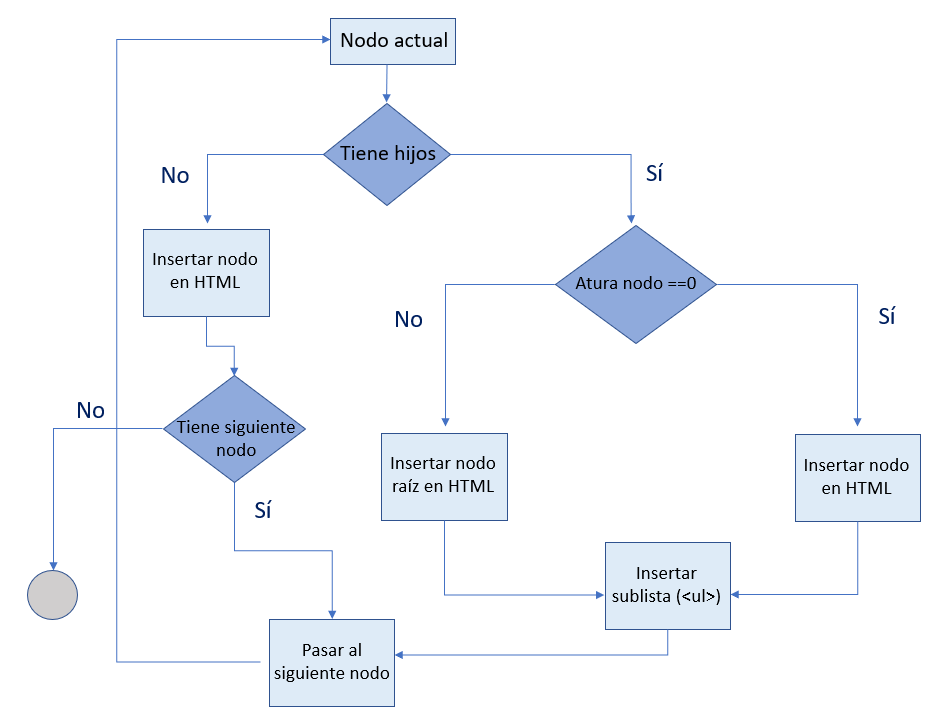 Nodo actual
Tiene hijos
No
Sí
Insertar nodo
en HTML
Atura nodo ==0
No
Sí
No
Tiene siguiente
nodo
Insertar nodo
raíz en HTML
Insertar nodo
en HTML
Sí
Insertar
sublista (<ul>)
Pasar al
siguiente nodo